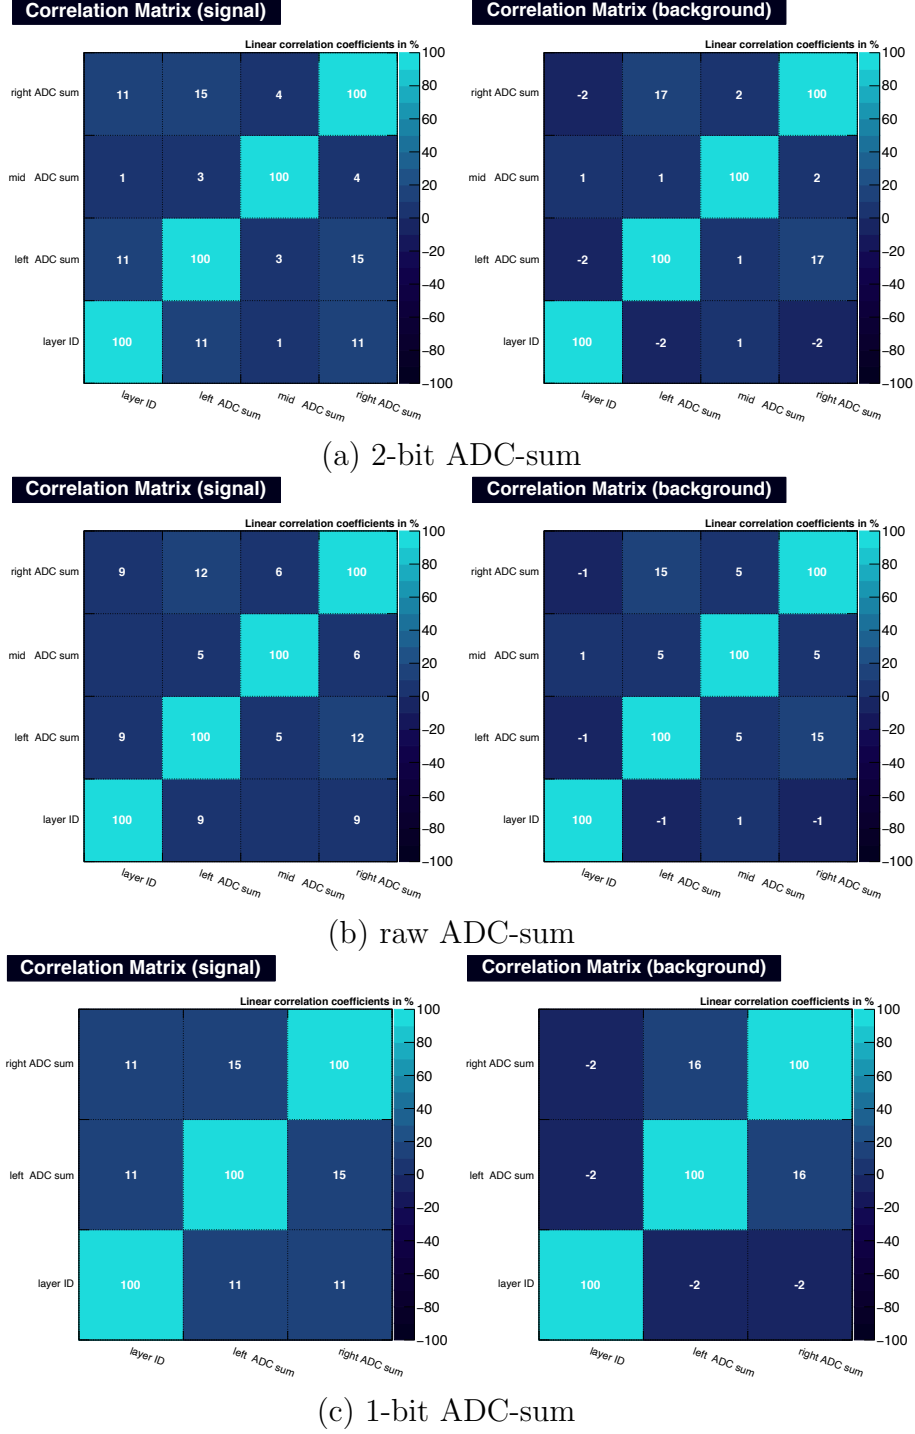 Correlation Matrix (signal)
Linear correlation coefficients in %
right ADC sum 11 15 4 100
mid ADC sum 1 3 100 4
left ADC sum 11 100 3 15
layer ID 100 11 1 11
layer ID left ADC sum mid ADC sum right ADC sum
100
80
60
40
20
0
−20
−40
−60
−80
−100
Correlation Matrix (background)
Linear correlation coefficients in %
right ADC sum -2 17 2 100
mid ADC sum 1 1 100 2
left ADC sum -2 100 1 17
layer ID 100 -2 1 -2
layer ID left ADC sum mid ADC sum right ADC sum
100
80
60
40
20
0
−20
−40
−60
−80
−100
(a) 2-bit ADC-sum
Correlation Matrix (signal)
Linear correlation coefficients in %
right ADC sum 9 12 6 100
mid ADC sum 5 100 6
left ADC sum 9 100 5 12
layer ID 100 9 9
layer ID left ADC sum mid ADC sum right ADC sum
100
80
60
40
20
0
−20
−40
−60
−80
−100
Correlation Matrix (background)
Linear correlation coefficients in %
right ADC sum -1 15 5 100
mid ADC sum 1 5 100 5
left ADC sum -1 100 5 15
layer ID 100 -1 1 -1
layer ID left ADC sum mid ADC sum right ADC sum
100
80
60
40
20
0
−20
−40
−60
−80
−100
(b) raw ADC-sum
Correlation Matrix (signal)
Linear correlation coefficients in %
right ADC sum 11 15 100
left ADC sum 11 100 15
layer ID 100 11 11
layer ID left ADC sum right ADC sum
100
80
60
40
20
0
−20
−40
−60
−80
−100
Correlation Matrix (background)
Linear correlation coefficients in %
right ADC sum -2 16 100
left ADC sum -2 100 16
layer ID 100 -2 -2
layer ID left ADC sum right ADC sum
100
80
60
40
20
0
−20
−40
−60
−80
−100
(c) 1-bit ADC-sum